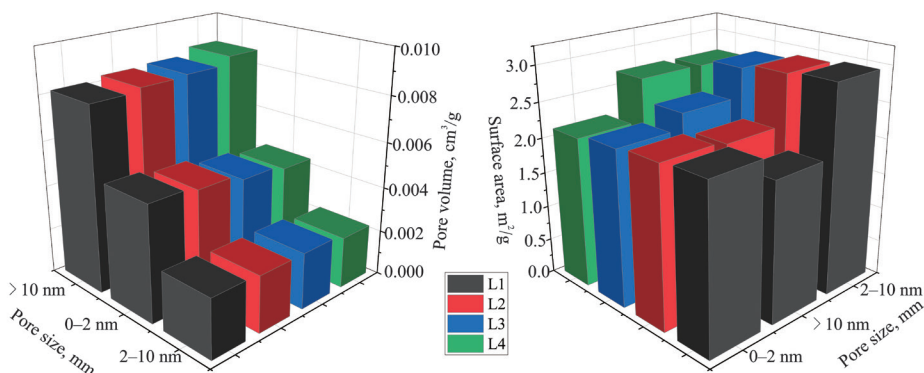 0.010
0.008
0.006
0.004
0.002
0.000
Pore volume, cm³/g
> 10 nm
0–2 nm
2–10 nm
Pore size, mm
L1
L2
L3
L4
3.0
2.5
2.0
1.5
1.0
0.5
0.0
Surface area, m²/g
2–10 nm
> 10 nm
0–2 nm
Pore size, mm